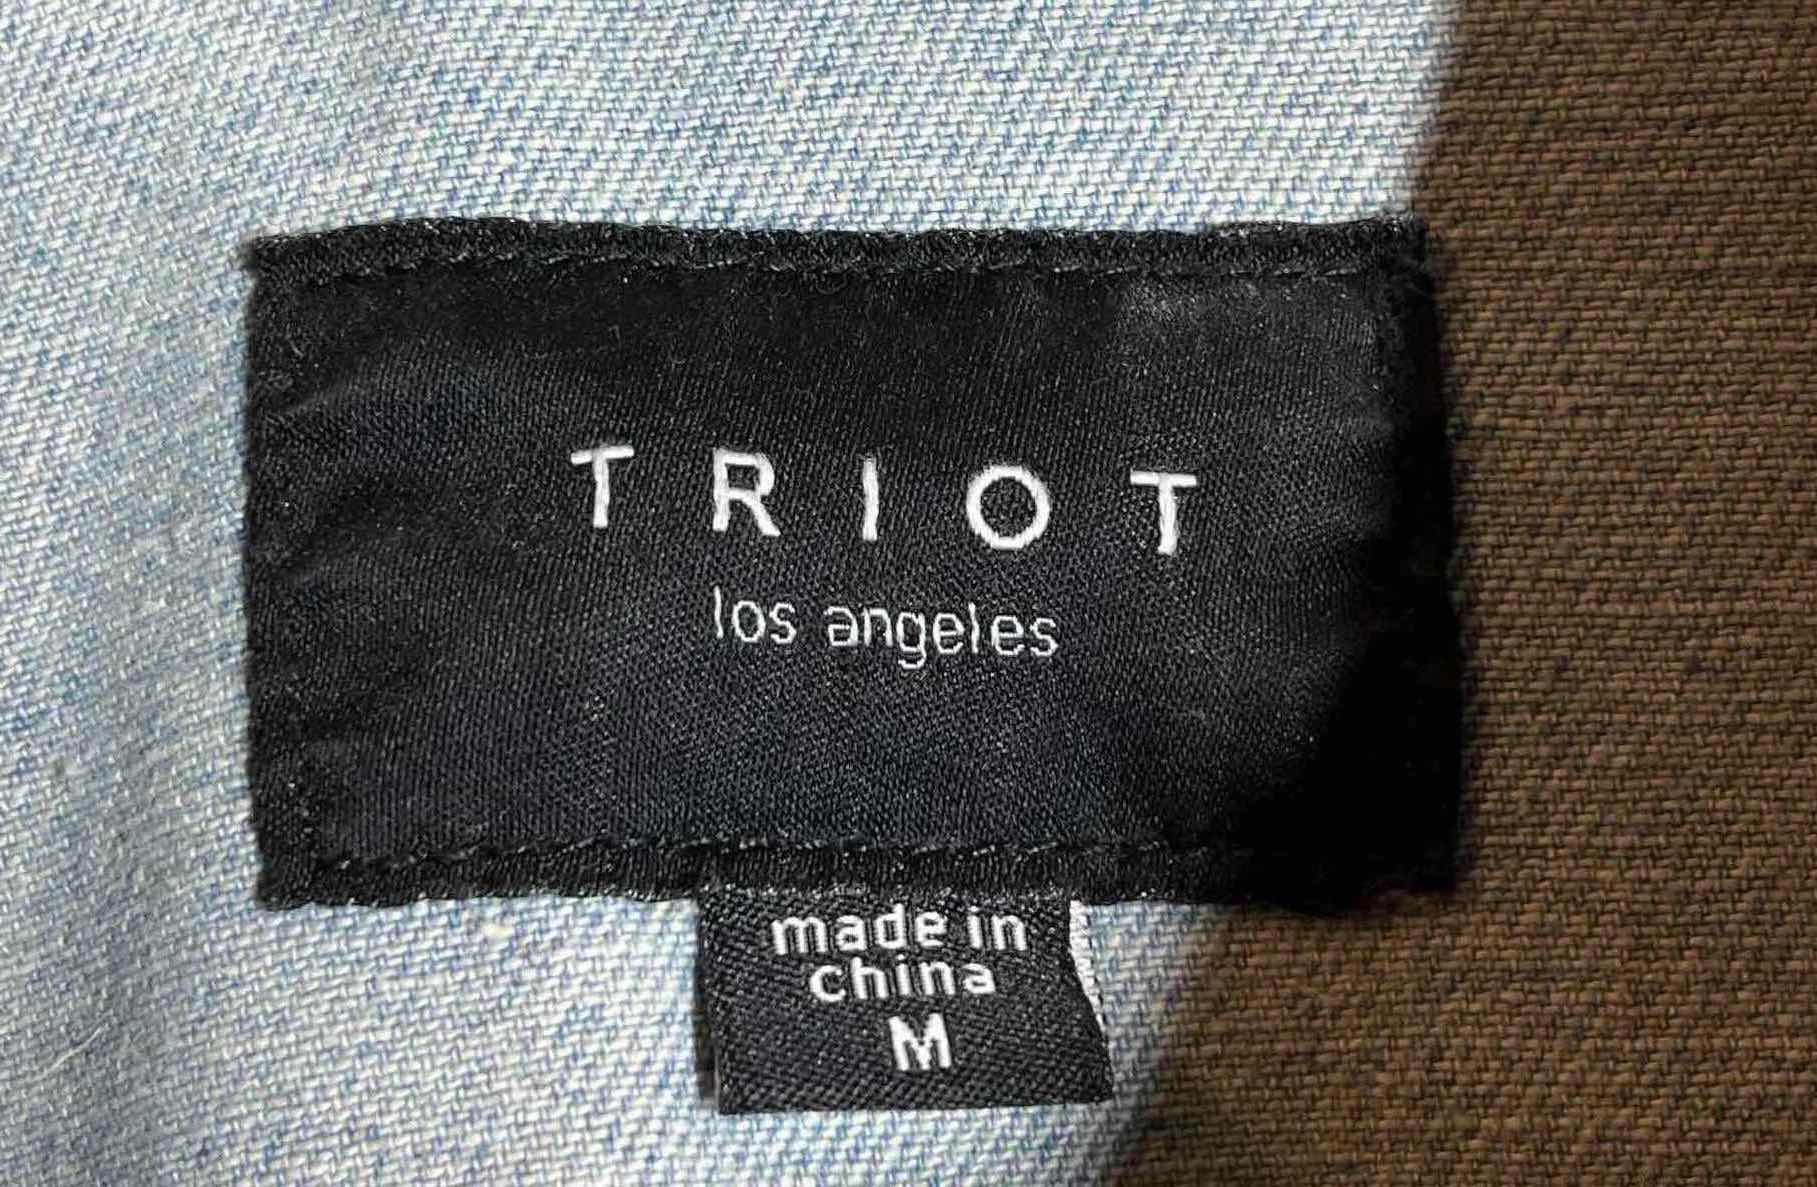 TRIOT
los angeles
made in
china
M